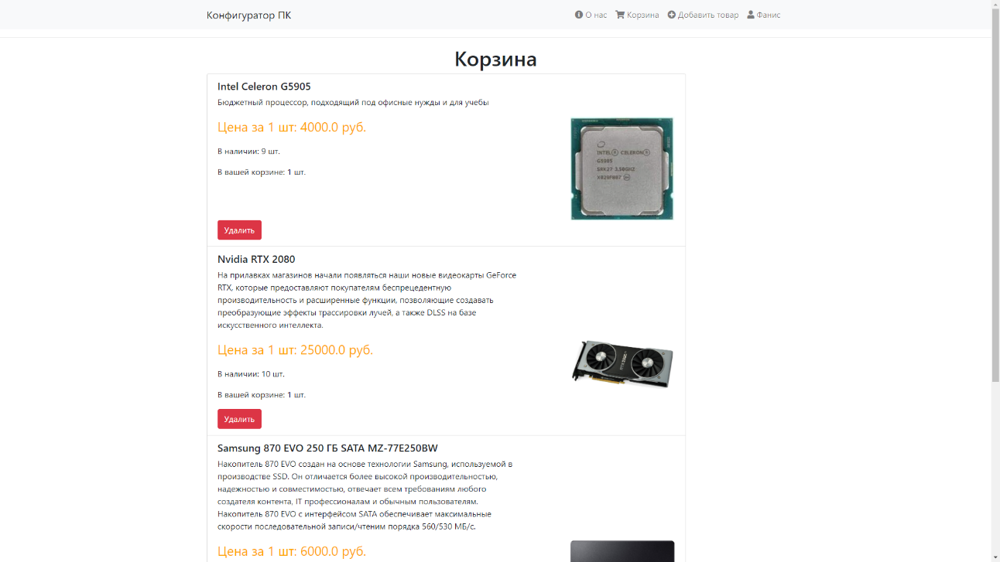 Конфигуратор ПК
О нас
Корзина
Добавить товар
Фанис
Корзина
Intel Celeron G5905
Бюджетный процессор, подходящий под офисные нужды и для учебы
Цена за 1 шт: 4000.0 руб.
В наличии: 9 шт.
В вашей корзине: 1 шт.
INTEL® CELERON®
G5905
SRK27 3.50GHZ
Удалить
Nvidia RTX 2080
На прилавках магазинов начали появляться наши новые видеокарты GeForce
RTX, которые предоставляют покупателям беспрецедентную
производительность и расширенные функции, позволяющие создавать
преобразующие эффекты трассировки лучей, а также DLSS на базе
искусственного интеллекта.
Цена за 1 шт: 25000.0 руб.
В наличии: 10 шт.
В вашей корзине: 1 шт.
Удалить
Samsung 870 EVO 250 ГБ SATA MZ-77E250BW
Накопитель 870 EVO создан на основе технологии Samsung, используемой в
производстве SSD. Он отличается более высокой производительностью,
надежностью и совместимостью, отвечает всем требованиям любого
создателя контента, IT профессионалам и обычным пользователям.
Накопитель 870 EVO с интерфейсом SATA обеспечивает максимальные
скорости последовательной записи/чтением порядка 560/530 МБ/с.
Цена за 1 шт: 6000.0 руб.